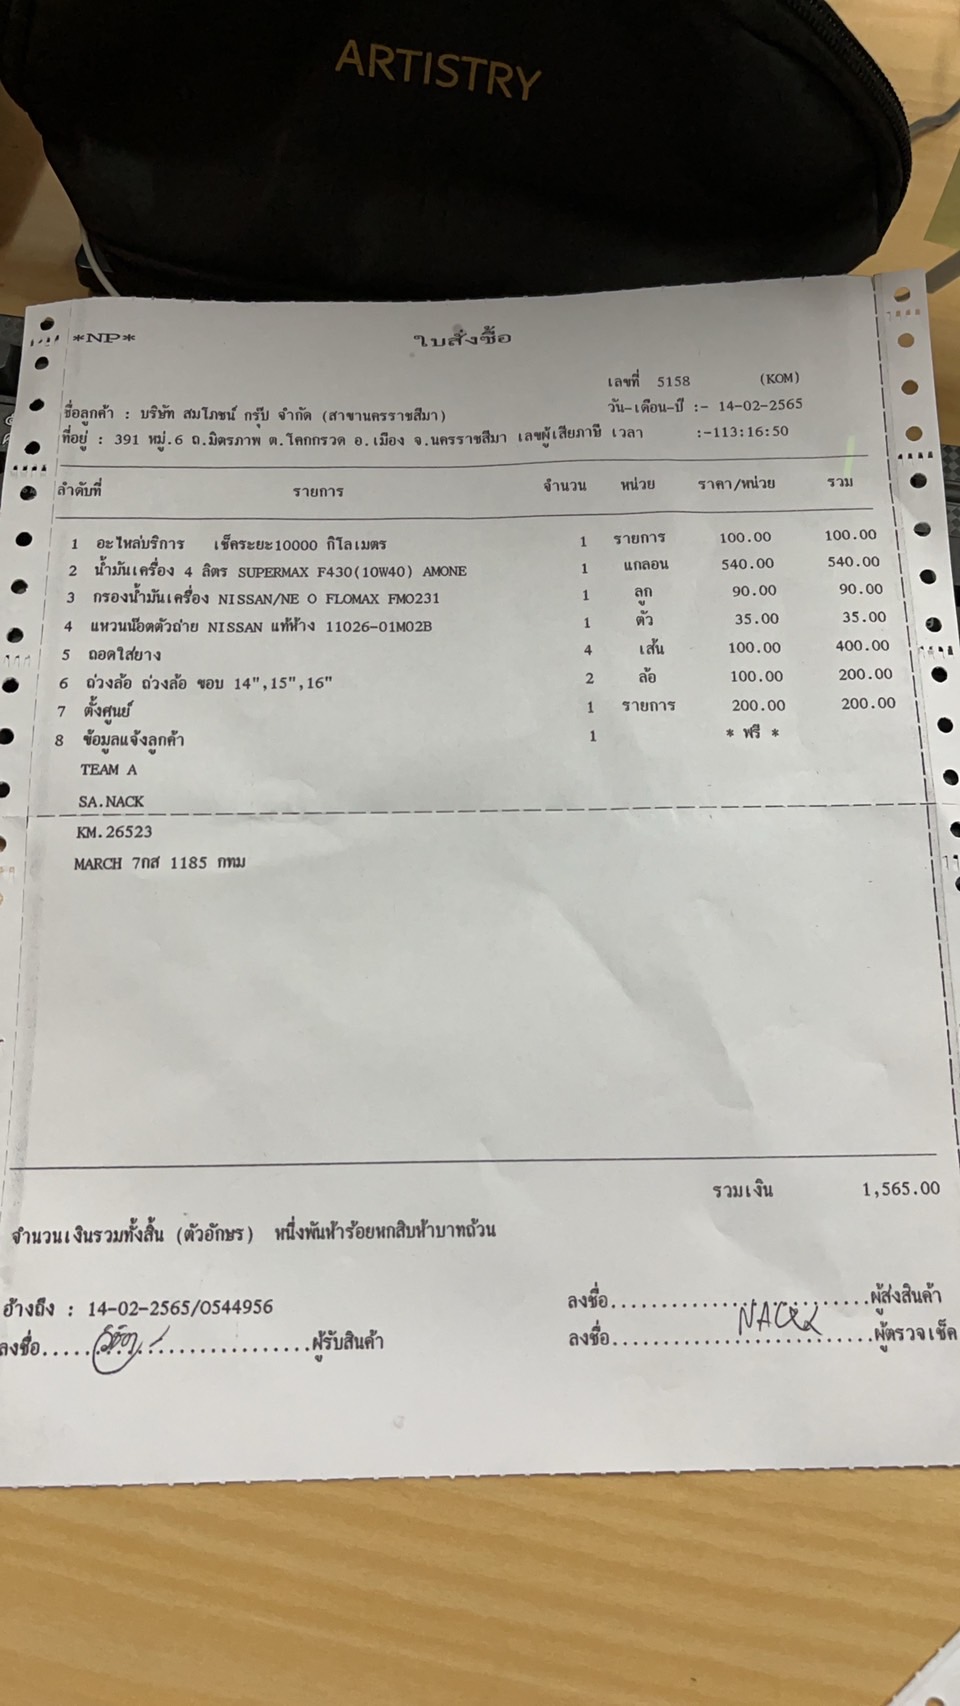 ARTISTRY
*NP*
ใบสั่งซื้อ
เลขที่ 5158 (KOM)
ชื่อลูกค้า : บริษัท สมโภชน์ กรุ๊ป จำกัด (สาขานครราชสีมา) วัน-เดือน-ปี :- 14-02-2565
ที่อยู่ : 391 หมู่.6 ถ.มิตรภาพ ต.โคกกรวด อ.เมือง จ.นครราชสีมา เลขผู้เสียภาษี เวลา :-113:16:50
ลำดับที่ รายการ จำนวน หน่วย ราคา/หน่วย รวม
1 อะไหล่บริการ เช็คระยะ10000 กิโลเมตร 1 รายการ 100.00 100.00
2 น้ำมันเครื่อง 4 ลิตร SUPERMAX F430(10W40) AMONE 1 แกลอน 540.00 540.00
3 กรองน้ำมันเครื่อง NISSAN/NE O FLOMAX FMO231 1 ลูก 90.00 90.00
4 แหวนน๊อตตัวถ่าย NISSAN แท้ห้าง 11026-01M02B 1 ตัว 35.00 35.00
5 ถอดใส่ยาง 4 เส้น 100.00 400.00
6 ถ่วงล้อ ถ่วงล้อ ขอบ 14",15",16" 2 ล้อ 100.00 200.00
7 ตั้งศูนย์ 1 รายการ 200.00 200.00
8 ข้อมูลแจ้งลูกค้า 1 * ฟรี *
TEAM A
SA.NACK
KM.26523
MARCH 7กส 1185 กทม
รวมเงิน 1,565.00
จำนวนเงินรวมทั้งสิ้น (ตัวอักษร) หนึ่งพันห้าร้อยหกสิบห้าบาทถ้วน
อ้างถึง : 14-02-2565/0544956 ลงชื่อ..............................ผู้ส่งสินค้า
ลงชื่อ..............................ผู้รับสินค้า ลงชื่อ..............................ผู้ตรวจเช็ค